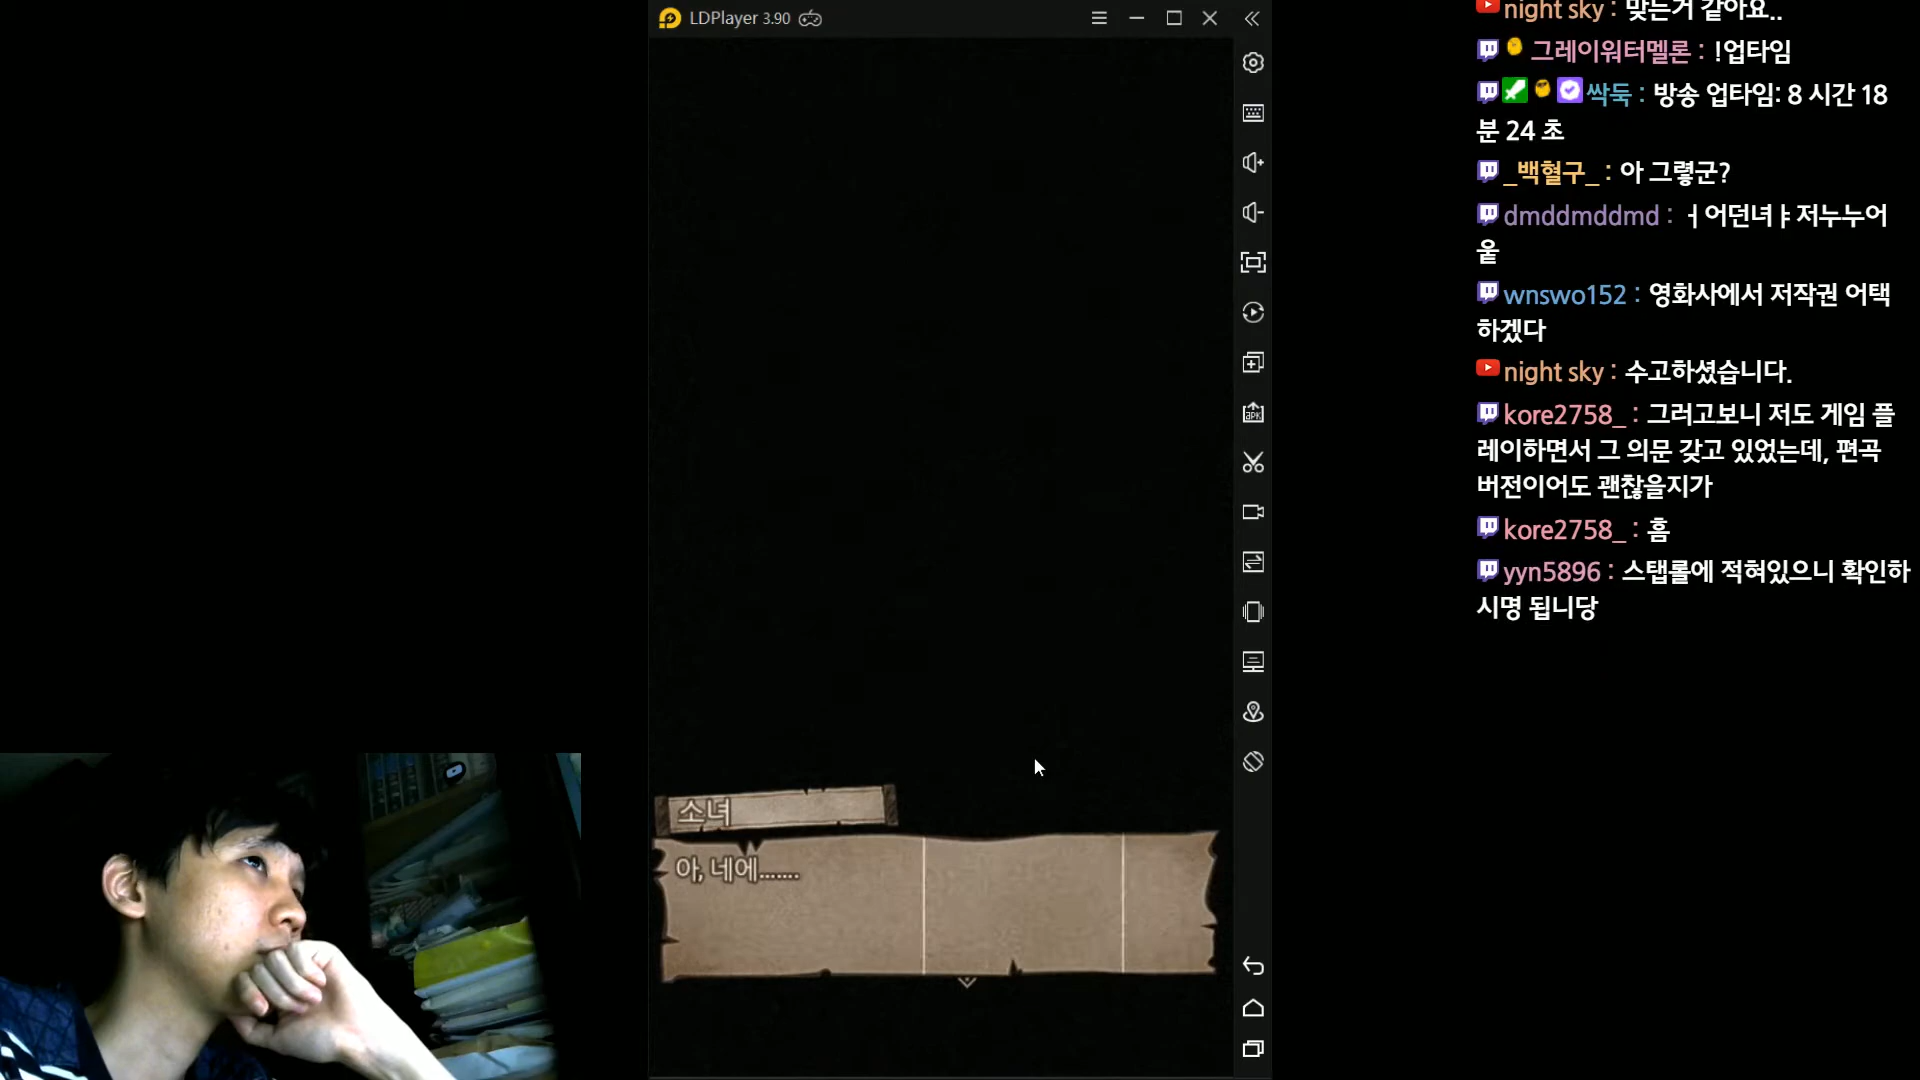 LDPlayer 3.90
night sky : 맞는거 같아요..
그레이워터멜론 : !업타임
싹둑 : 방송 업타임: 8 시간 18
분 24 초
_백혈구_ : 아 그렇군?
dmddmddmd : ㅕ어던녀ㅑ 저누누어
웉
wnswo152 : 영화사에서 저작권 어택
하겠다
night sky : 수고하셨습니다.
kore2758_ : 그러고보니 저도 게임 플
레이하면서 그 의문 갖고 있었는데, 편곡
버전이어도 괜찮을지가
kore2758_ : 흠
yyn5896 : 스탭롤에 적혀있으니 확인하
시명 됩니당
소녀
아, 네에.......